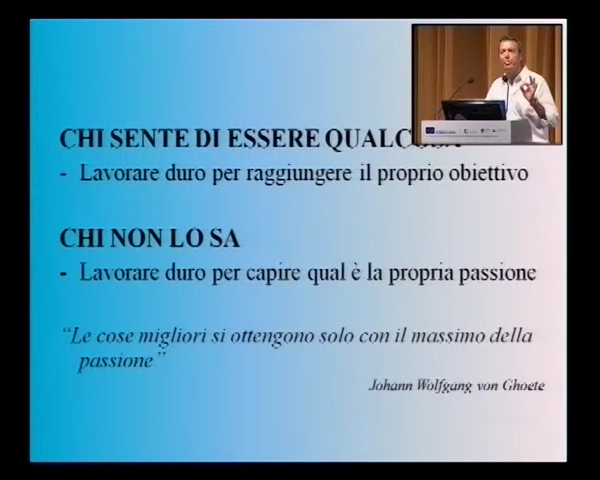 CHI SENTE DI ESSERE
- Lavorare duro per raggiungere il proprio obiettivo
CHI NON LO SA
- Lavorare duro per capire qual è la propria passione
“Le cose migliori si ottengono solo con il massimo della
passione”
Johann Wolfgang von Ghoete